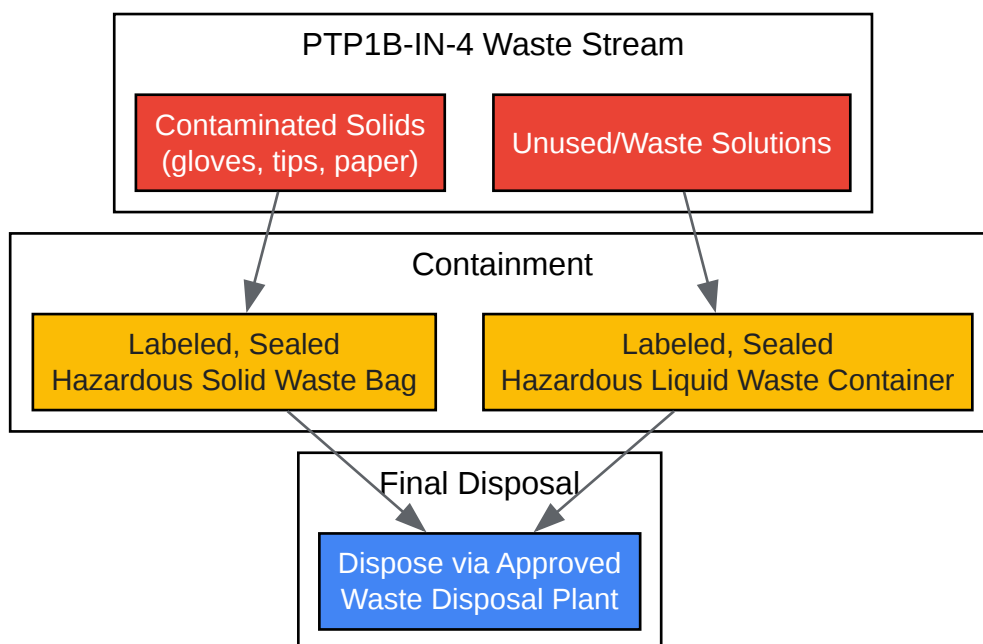 PTP1B-IN-4 Waste Stream
Contaminated Solids
(gloves, tips, paper)
Unused/Waste Solutions
Containment
Labeled, Sealed
Hazardous Solid Waste Bag
Labeled, Sealed
Hazardous Liquid Waste Container
Final Disposal
Dispose via Approved
Waste Disposal Plant